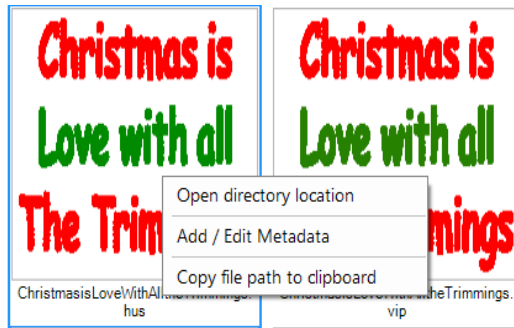 Christmas is
Love with all
The Trim
ChristmasisLoveWithAlltheTrimmings.
hus
Christmas is
Love with all
mings
ChristmasisLoveWithAlltheTrimmings.
vip
Open directory location
Add / Edit Metadata
Copy file path to clipboard